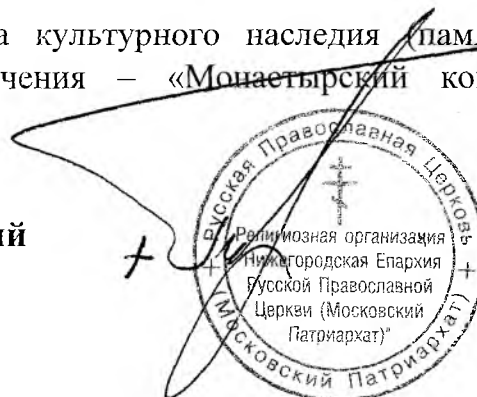 а культурного наследия (пам
чения – «Монастырский ко
ий
+ Русская Православная Церковь +
(Московский Патриархат)
Религиозная организация
"Нижегородская Епархия
Русской Православной
Церкви (Московский
Патриархат)"